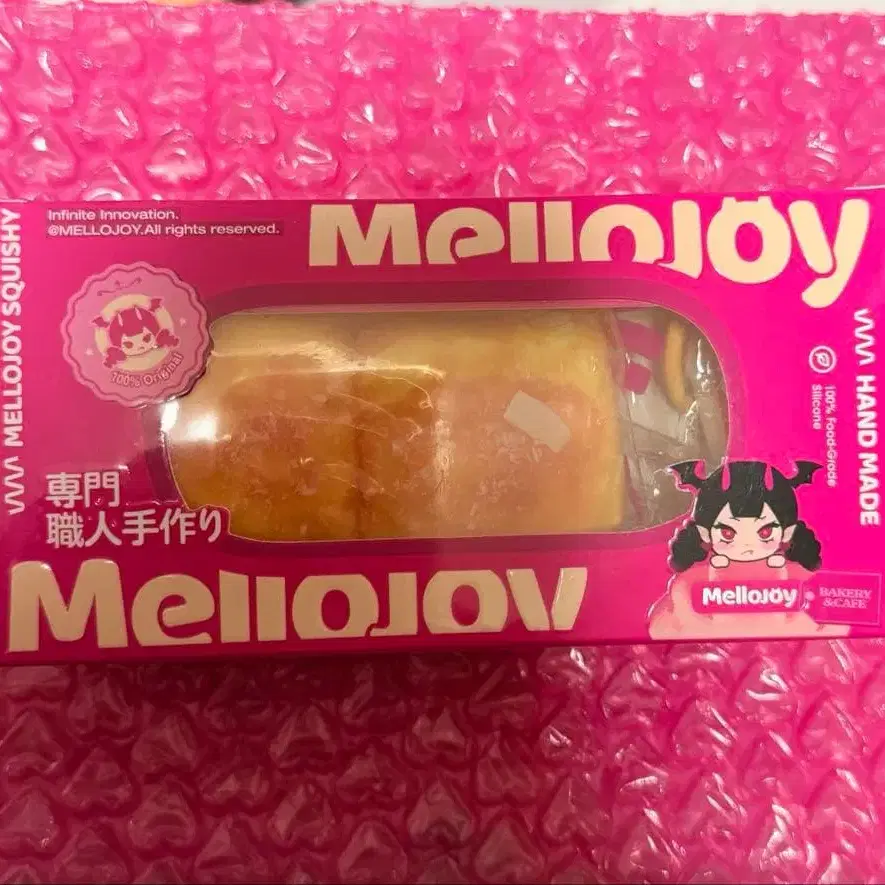 Infinite Innovation.
@MELLOJOY.All rights reserved.
Mellojoy
MELLOJOY SQUISHY
100% Original
HAND MADE
100% Food-Grade
Silicone
専門
職人手作り
Mellojoy
Mellojoy
BAKERY
&CAFE